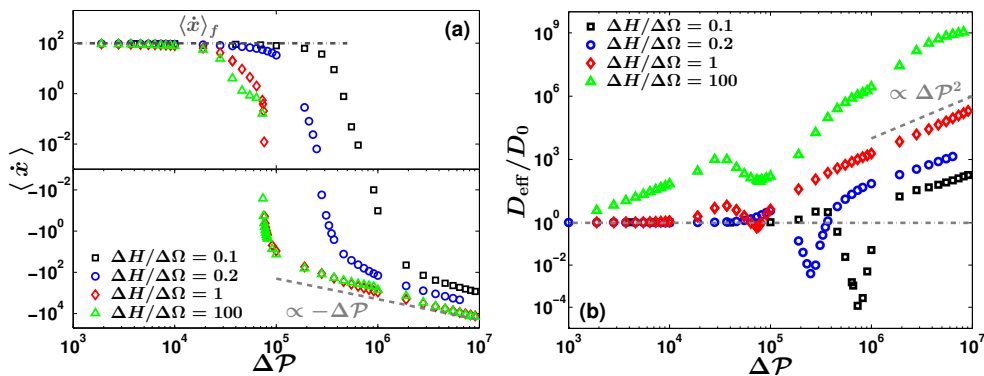 (a)
⟨ẋ⟩_f
10^2
10^0
10^-2
-10^-2
-10^0
-10^2
-10^4
⟨ẋ⟩
ΔH/ΔΩ = 0.1
ΔH/ΔΩ = 0.2
ΔH/ΔΩ = 1
ΔH/ΔΩ = 100
∝ −ΔP
10^3 10^4 10^5 10^6 10^7
ΔP
10^9
10^6
10^3
10^0
10^-2
10^-4
D_eff/D_0
ΔH/ΔΩ = 0.1
ΔH/ΔΩ = 0.2
ΔH/ΔΩ = 1
ΔH/ΔΩ = 100
∝ ΔP^2
(b)
10^3 10^4 10^5 10^6 10^7
ΔP